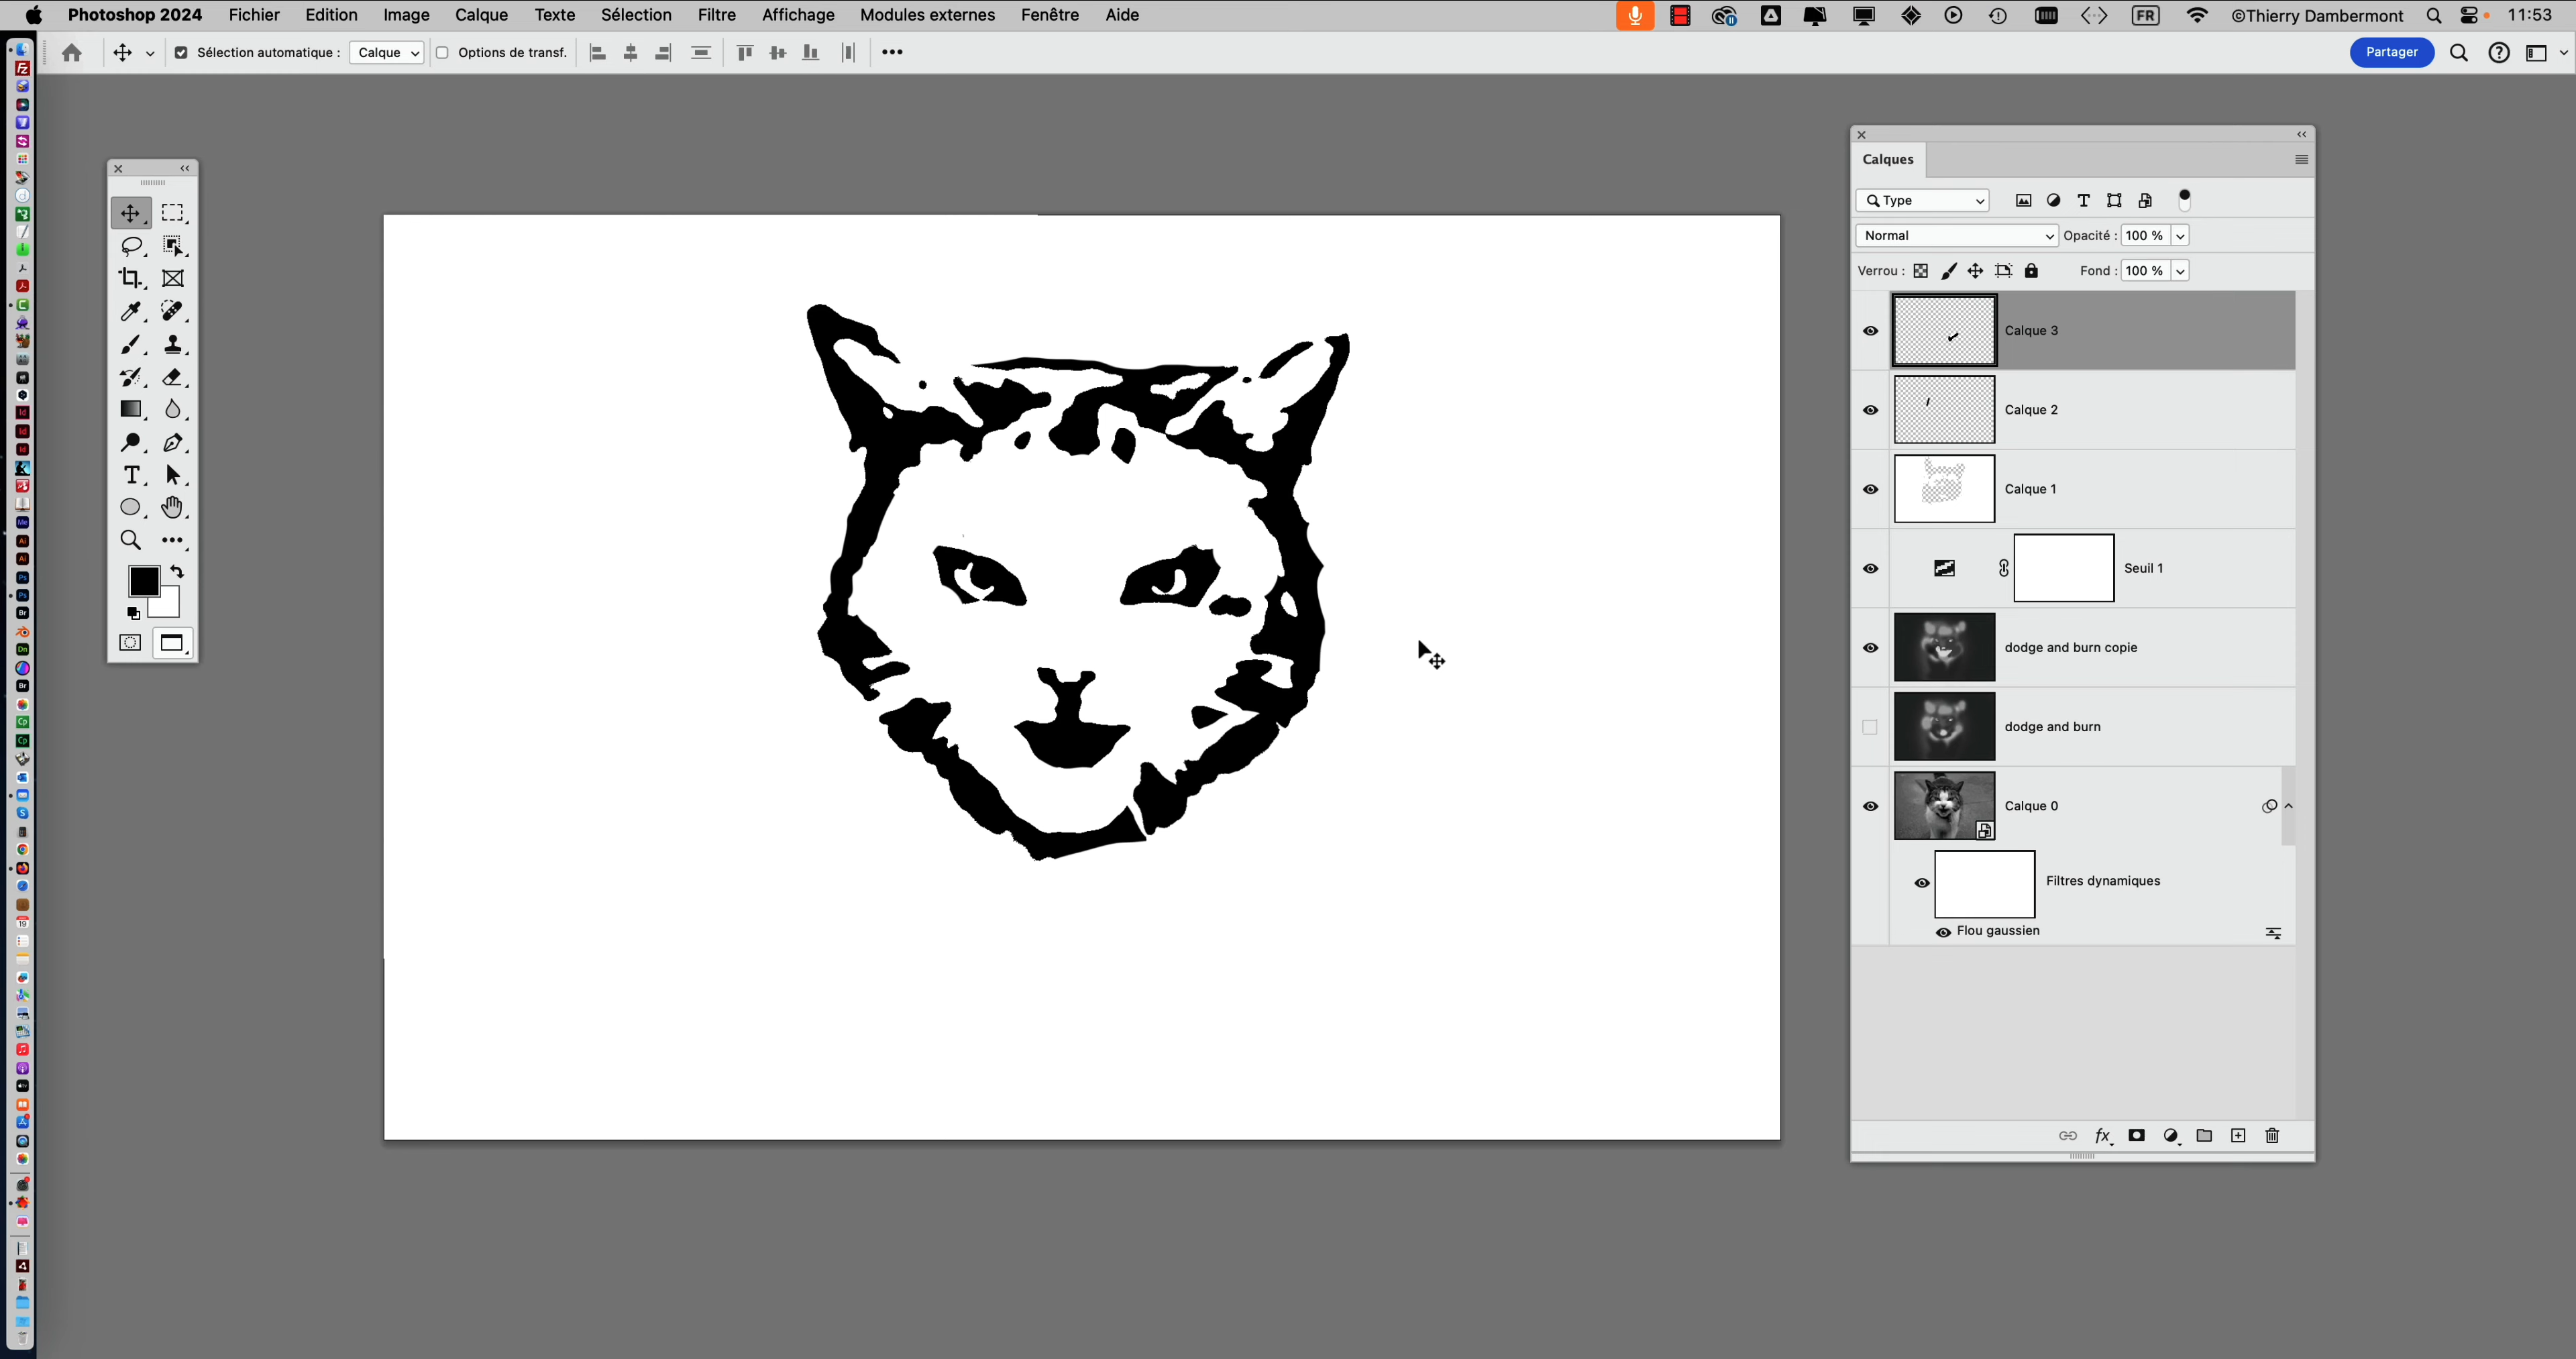 Photoshop 2024 Fichier Edition Image Calque Texte Sélection Filtre Affichage Modules externes Fenêtre Aide FR ©Thierry Dambermont 11:53
Sélection automatique : Calque Options de transf. Partager
Calques
Type
Normal Opacité : 100 %
Verrou : Fond : 100 %
Calque 3
Calque 2
Calque 1
Seuil 1
dodge and burn copie
dodge and burn
Calque 0
Filtres dynamiques
Flou gaussien